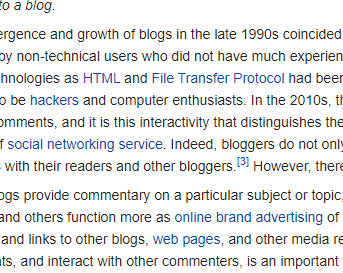 to a blog.
ergence and growth of blogs in the late 1990s coincided
by non-technical users who did not have much experien
chnologies as HTML and File Transfer Protocol had been
o be hackers and computer enthusiasts. In the 2010s, th
omments, and it is this interactivity that distinguishes the
f social networking service. Indeed, bloggers do not only
with their readers and other bloggers.[3] However, there
ogs provide commentary on a particular subject or topic,
and others function more as online brand advertising of
and links to other blogs, web pages, and other media re
nts, and interact with other commenters, is an important